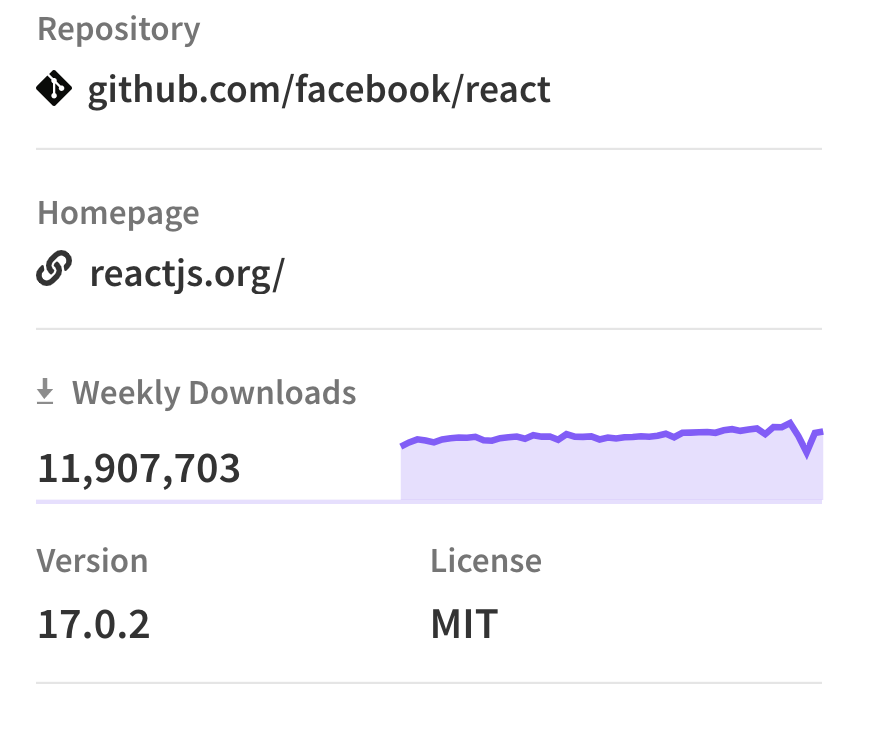 Repository
github.com/facebook/react
Homepage
reactjs.org/
Weekly Downloads
11,907,703
Version
License
17.0.2
MIT